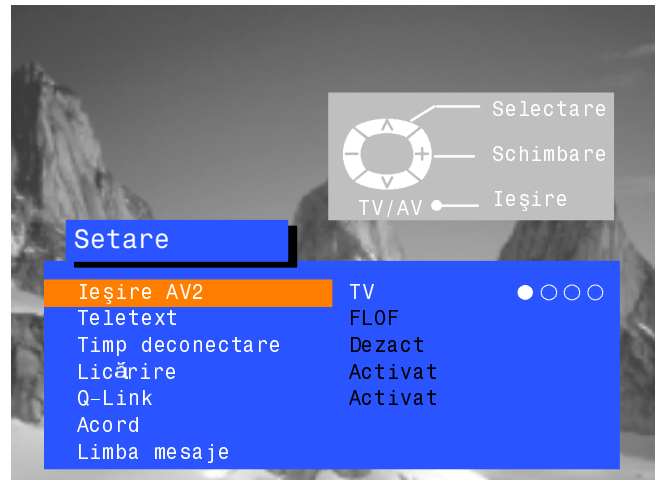 Selectare
Schimbare
TV/AV Ieşire
Setare
Ieşire AV2 TV
Teletext FLOF
Timp deconectare Dezact
Licărire Activat
Q-Link Activat
Acord
Limba mesaje